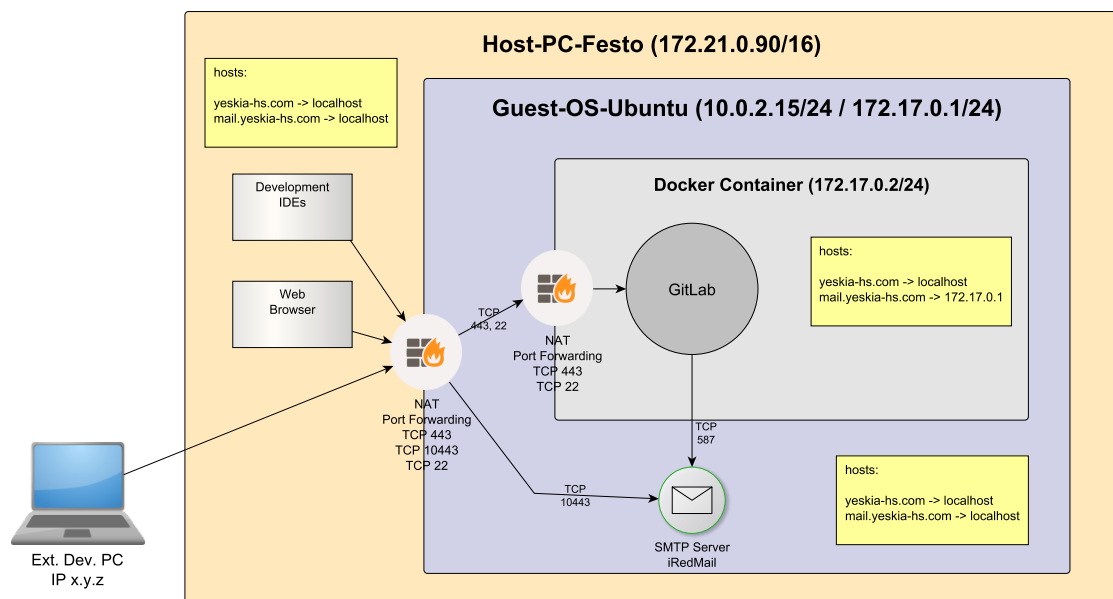 Host-PC-Festo (172.21.0.90/16)
hosts:
yeskia-hs.com -> localhost
mail.yeskia-hs.com -> localhost
Guest-OS-Ubuntu (10.0.2.15/24 / 172.17.0.1/24)
Docker Container (172.17.0.2/24)
Development
IDEs
hosts:
yeskia-hs.com -> localhost
mail.yeskia-hs.com -> 172.17.0.1
GitLab
Web
Browser
TCP
443, 22
NAT
Port Forwarding
TCP 443
TCP 22
NAT
Port Forwarding
TCP 443
TCP 10443
TCP 22
TCP
587
hosts:
yeskia-hs.com -> localhost
mail.yeskia-hs.com -> localhost
TCP
10443
SMTP Server
iRedMail
Ext. Dev. PC
IP x.y.z